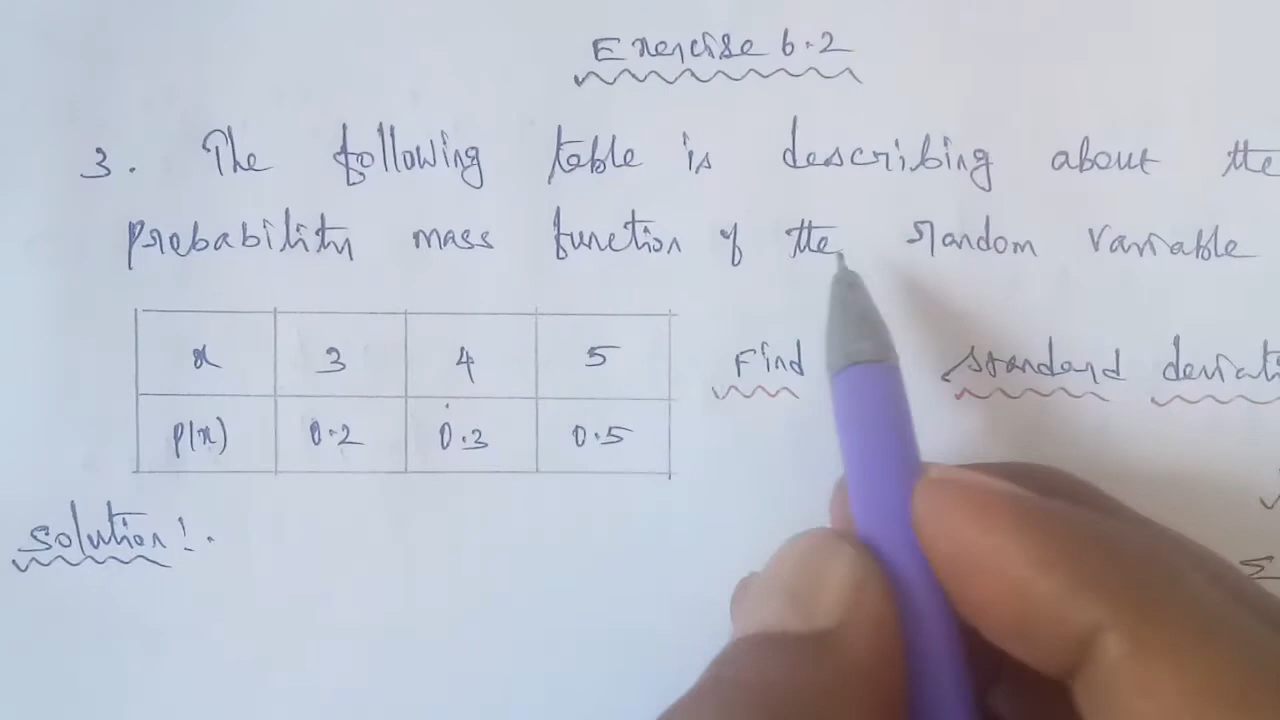 Exercise 6.2
3. The following table is describing about the
probability mass function of the random variable
x 3 4 5
P(x) 0.2 0.3 0.5
Find standard
Solution:.